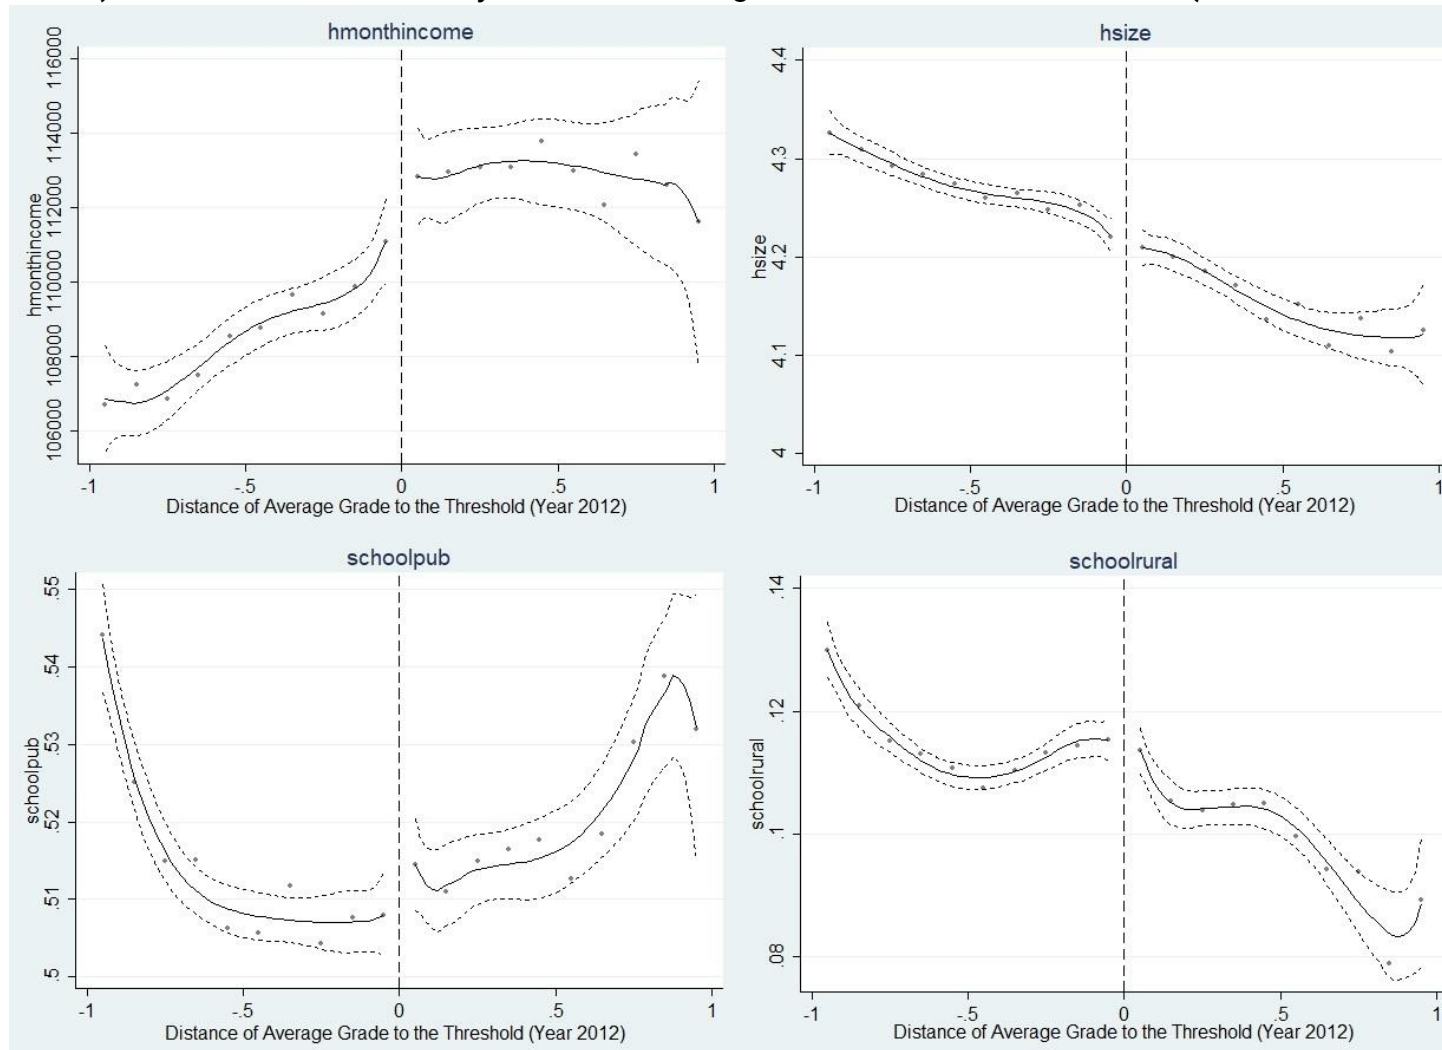 hmonthincome
116000
114000
112000
110000
108000
106000
hmonthincome
-1 -.5 0 .5 1
Distance of Average Grade to the Threshold (Year 2012)
hsize
4.4
4.3
4.2
4.1
4
hsize
-1 -.5 0 .5 1
Distance of Average Grade to the Threshold (Year 2012)
schoolpub
.55
.54
.53
.52
.51
.5
schoolpub
-1 -.5 0 .5 1
Distance of Average Grade to the Threshold (Year 2012)
schoolrural
.14
.12
.1
.08
schoolrural
-1 -.5 0 .5 1
Distance of Average Grade to the Threshold (Year 2012)